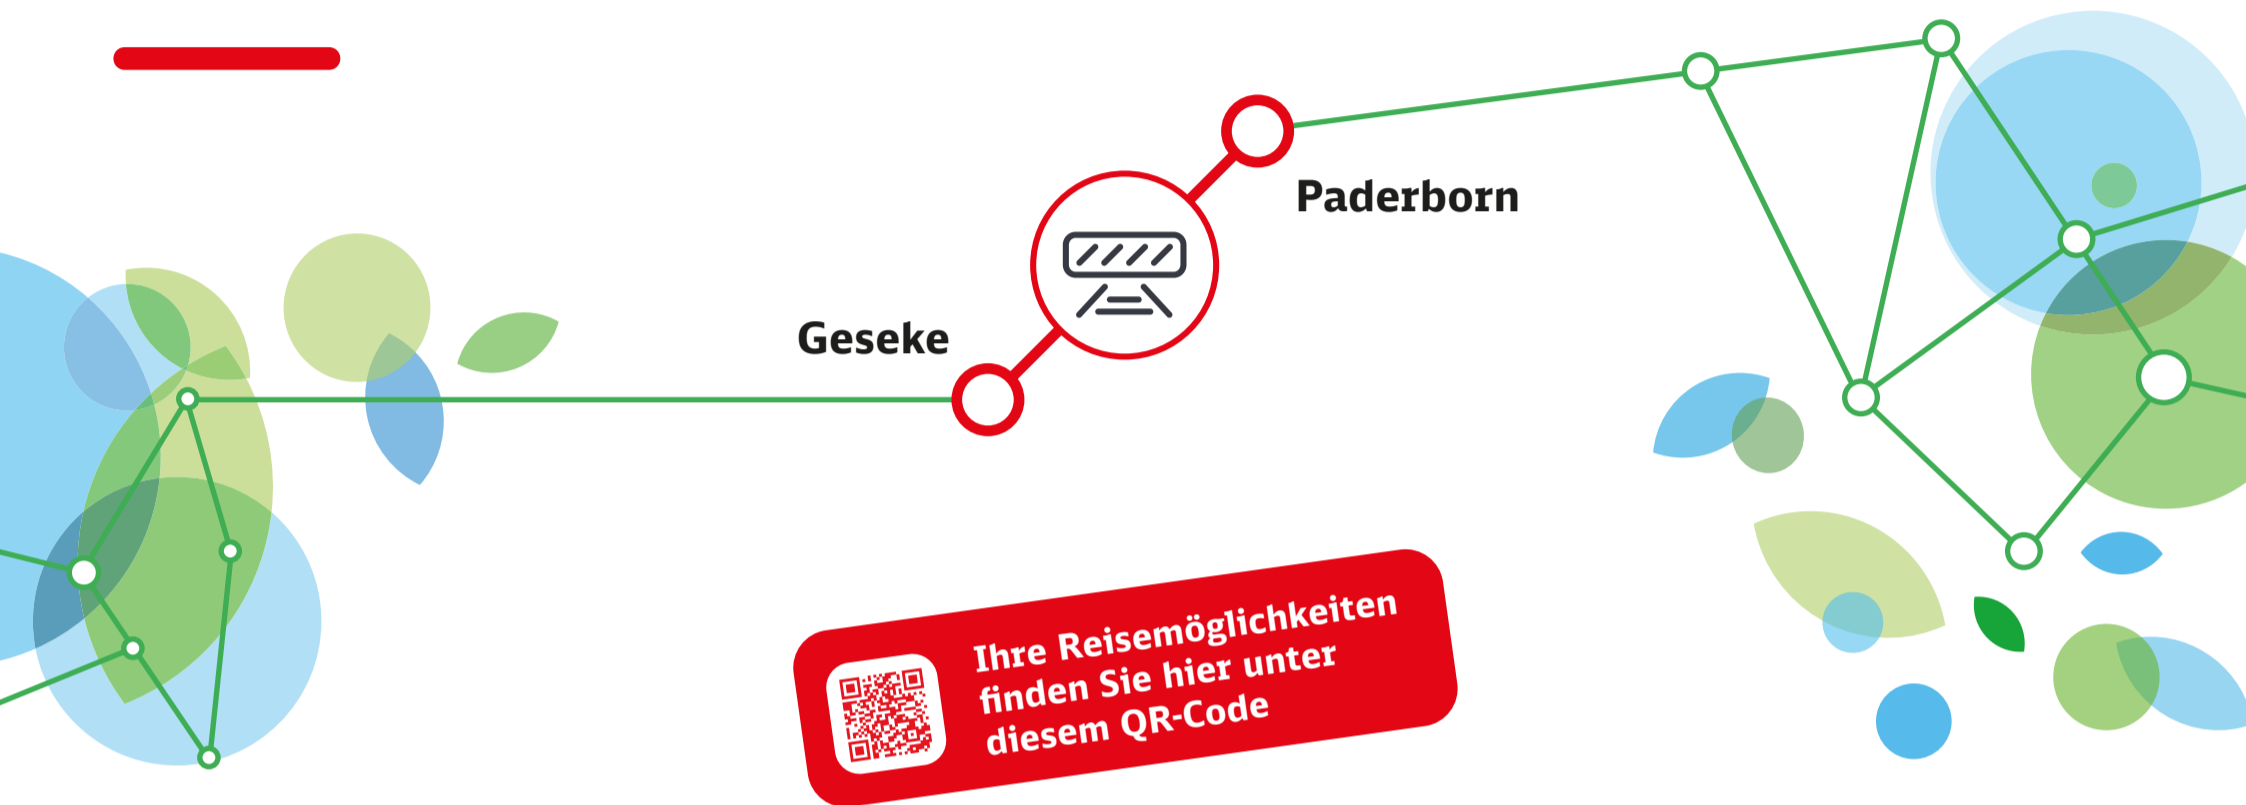 Paderborn
Geseke
Ihre Reisemöglichkeiten
finden Sie hier unter
diesem QR-Code